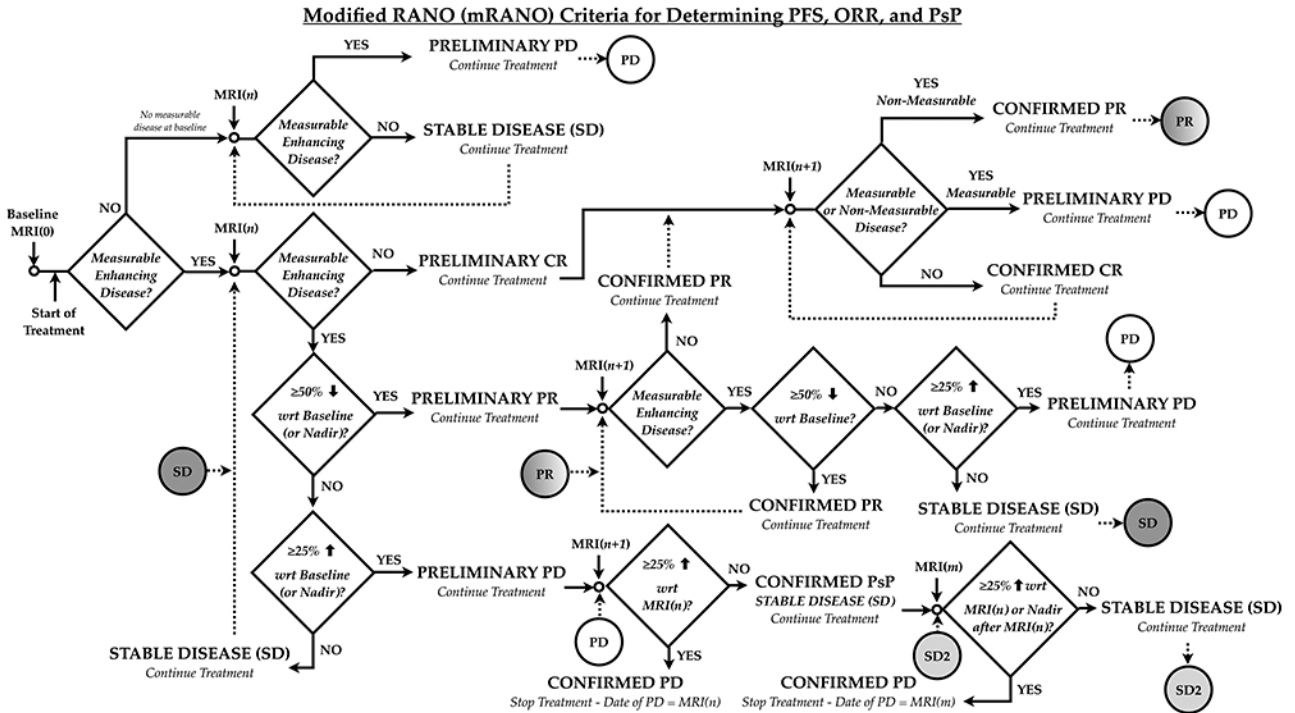 Modified RANO (mRANO) Criteria for Determining PFS, ORR, and PsP
YES
PRELIMINARY PD
Continue Treatment
PD
MRI(n)
No measurable
disease at baseline
Measurable
Enhancing
Disease?
NO
STABLE DISEASE (SD)
Continue Treatment
YES
Non-Measurable
CONFIRMED PR
Continue Treatment
PR
MRI(n+1)
Measurable
or Non-Measurable
Disease?
YES
Measurable
PRELIMINARY PD
Continue Treatment
PD
NO
CONFIRMED CR
Continue Treatment
Baseline
MRI(0)
NO
Measurable
Enhancing
Disease?
YES
Start of
Treatment
MRI(n)
Measurable
Enhancing
Disease?
NO
PRELIMINARY CR
Continue Treatment
YES
CONFIRMED PR
Continue Treatment
NO
≥50% ⬇
wrt Baseline
(or Nadir)?
YES
PRELIMINARY PR
Continue Treatment
MRI(n+1)
Measurable
Enhancing
Disease?
YES
≥50% ⬇
wrt Baseline?
NO
≥25% ⬆
wrt Baseline
(or Nadir)?
YES
PRELIMINARY PD
Continue Treatment
PD
SD
NO
PR
YES
CONFIRMED PR
Continue Treatment
NO
STABLE DISEASE (SD)
Continue Treatment
SD
≥25% ⬆
wrt Baseline
(or Nadir)?
YES
PRELIMINARY PD
Continue Treatment
MRI(n+1)
PD
≥25% ⬆
wrt
MRI(n)?
NO
CONFIRMED PsP
STABLE DISEASE (SD)
Continue Treatment
MRI(m)
SD2
≥25% ⬆ wrt
MRI(n) or Nadir
after MRI(n)?
NO
STABLE DISEASE (SD)
Continue Treatment
SD2
NO
STABLE DISEASE (SD)
Continue Treatment
YES
CONFIRMED PD
Stop Treatment - Date of PD = MRI(n)
YES
CONFIRMED PD
Stop Treatment - Date of PD = MRI(m)